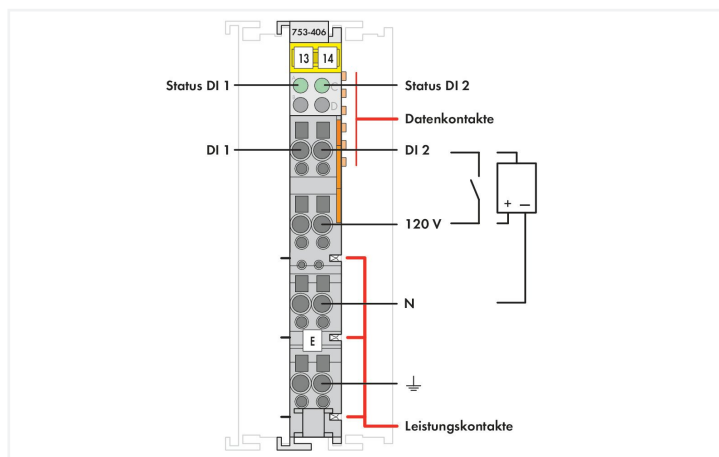 753-406
13 14
Status DI 1
Status DI 2
C
D
Datenkontakte
DI 1
DI 2
120 V
+ −
N
E
Leistungskontakte